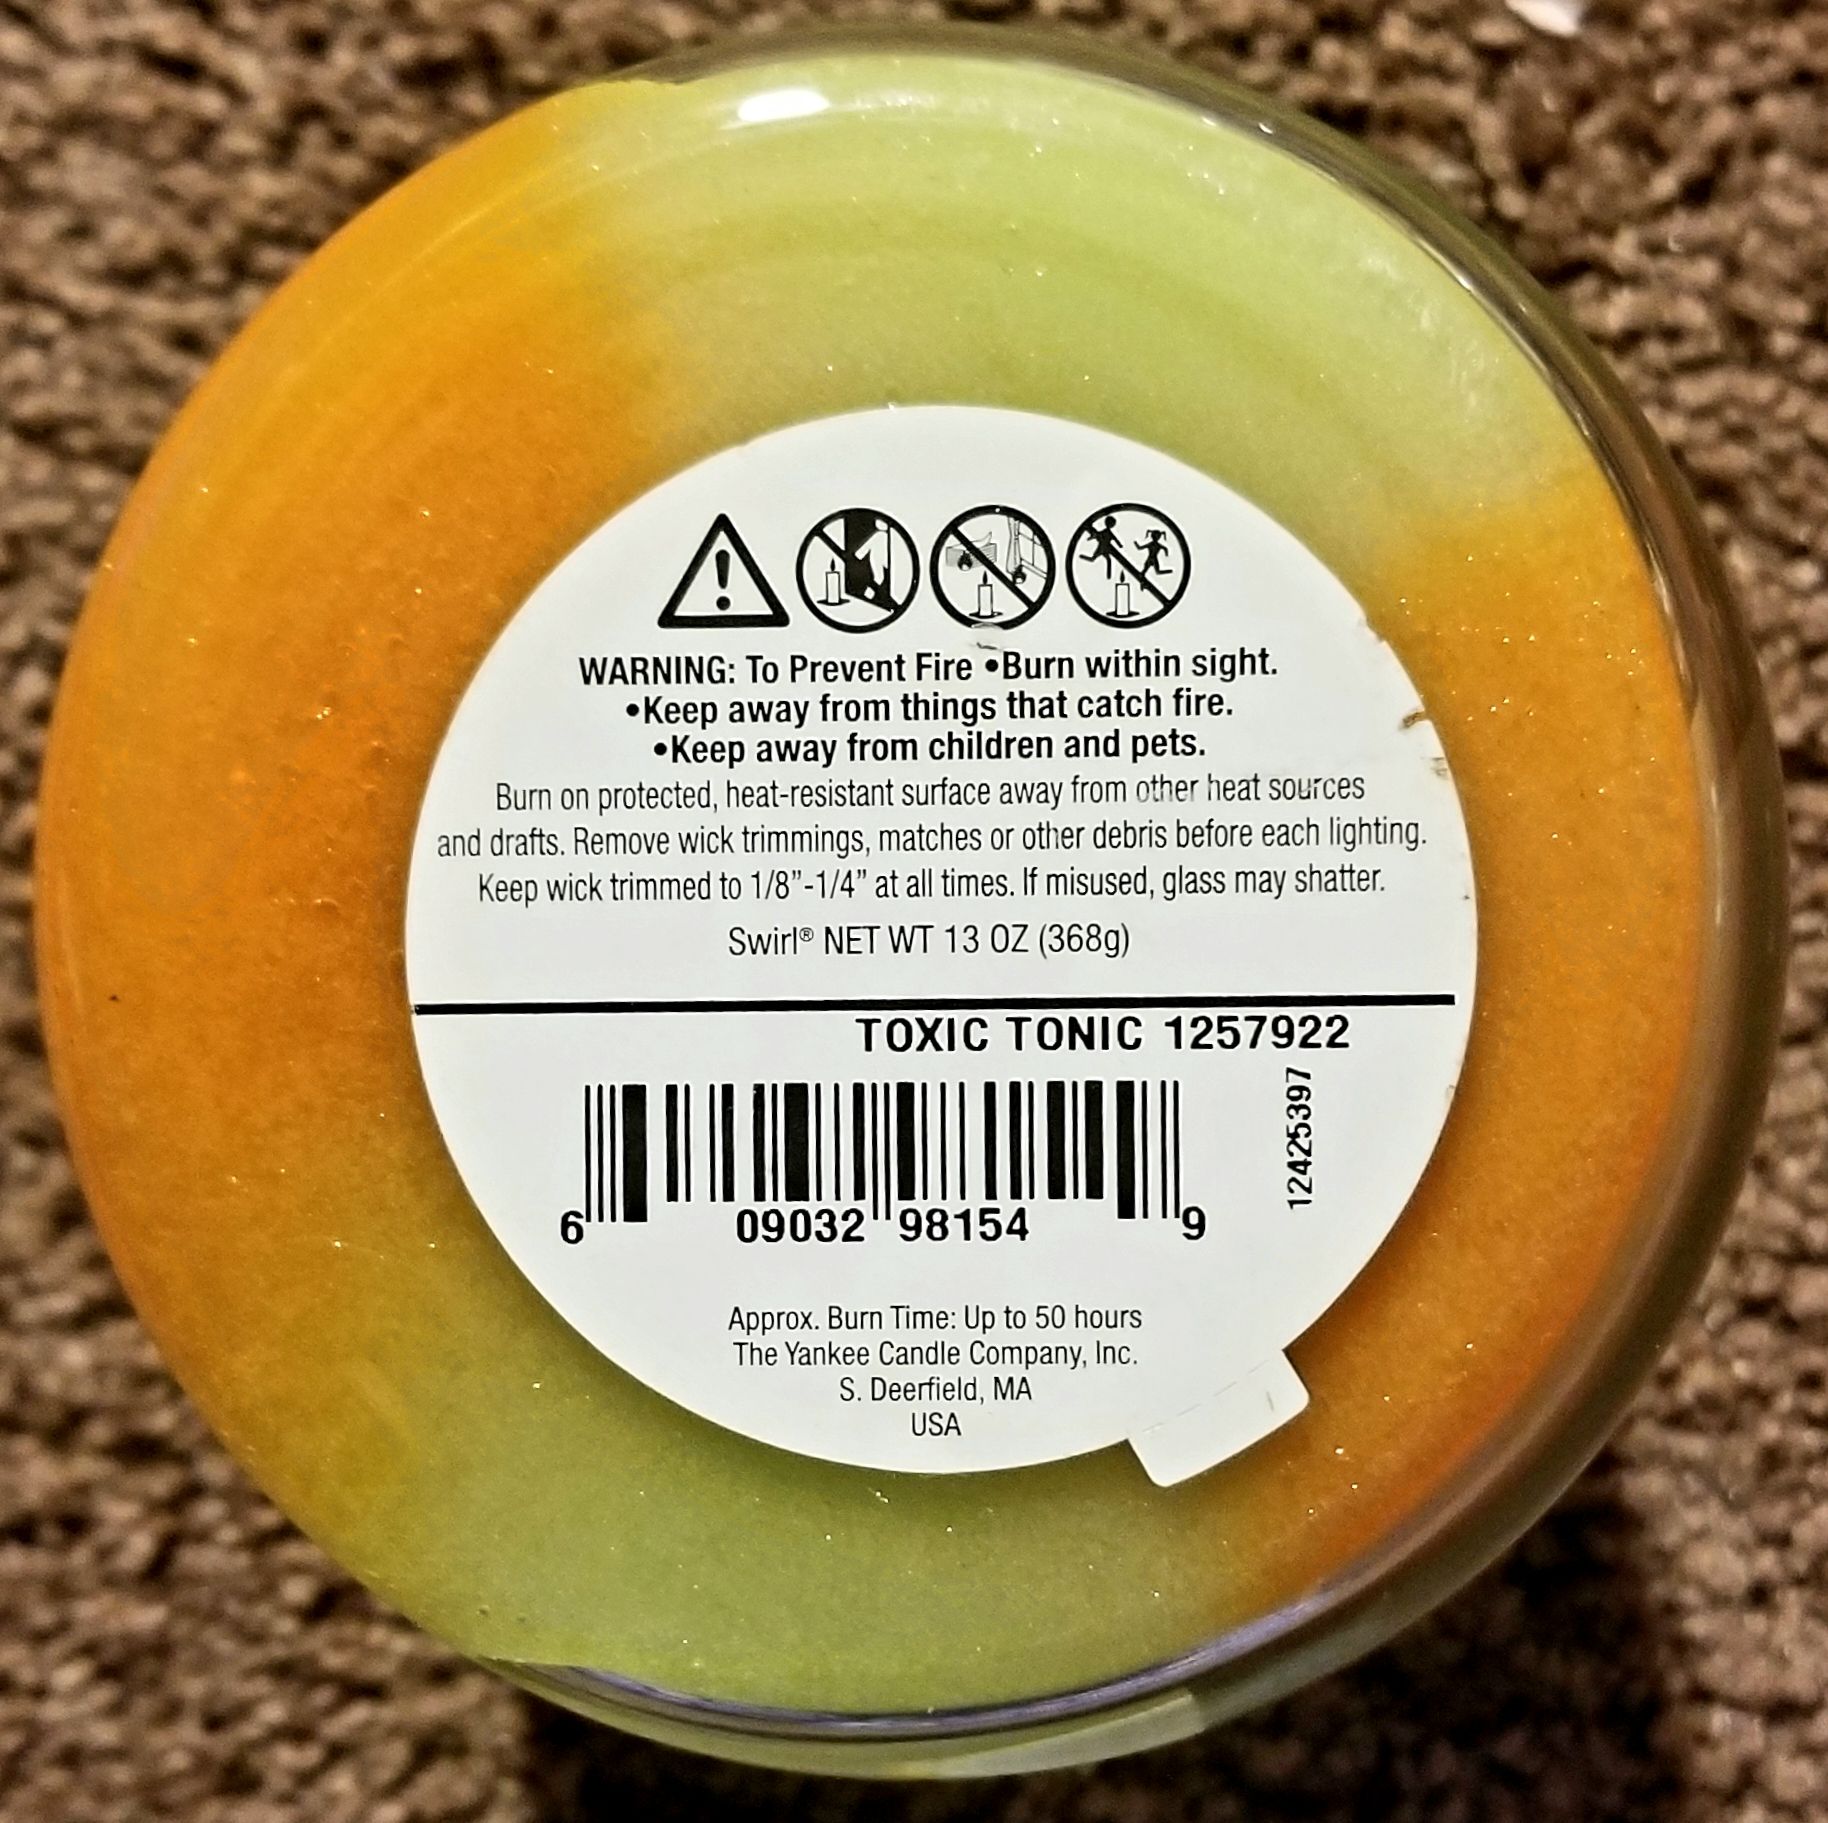 WARNING: To Prevent Fire •Burn within sight.
•Keep away from things that catch fire.
•Keep away from children and pets.
Burn on protected, heat-resistant surface away from other heat sources
and drafts. Remove wick trimmings, matches or other debris before each lighting.
Keep wick trimmed to 1/8”-1/4” at all times. If misused, glass may shatter.
Swirl® NET WT 13 OZ (368g)
TOXIC TONIC 1257922
12425397
6 09032 98154 9
Approx. Burn Time: Up to 50 hours
The Yankee Candle Company, Inc.
S. Deerfield, MA
USA